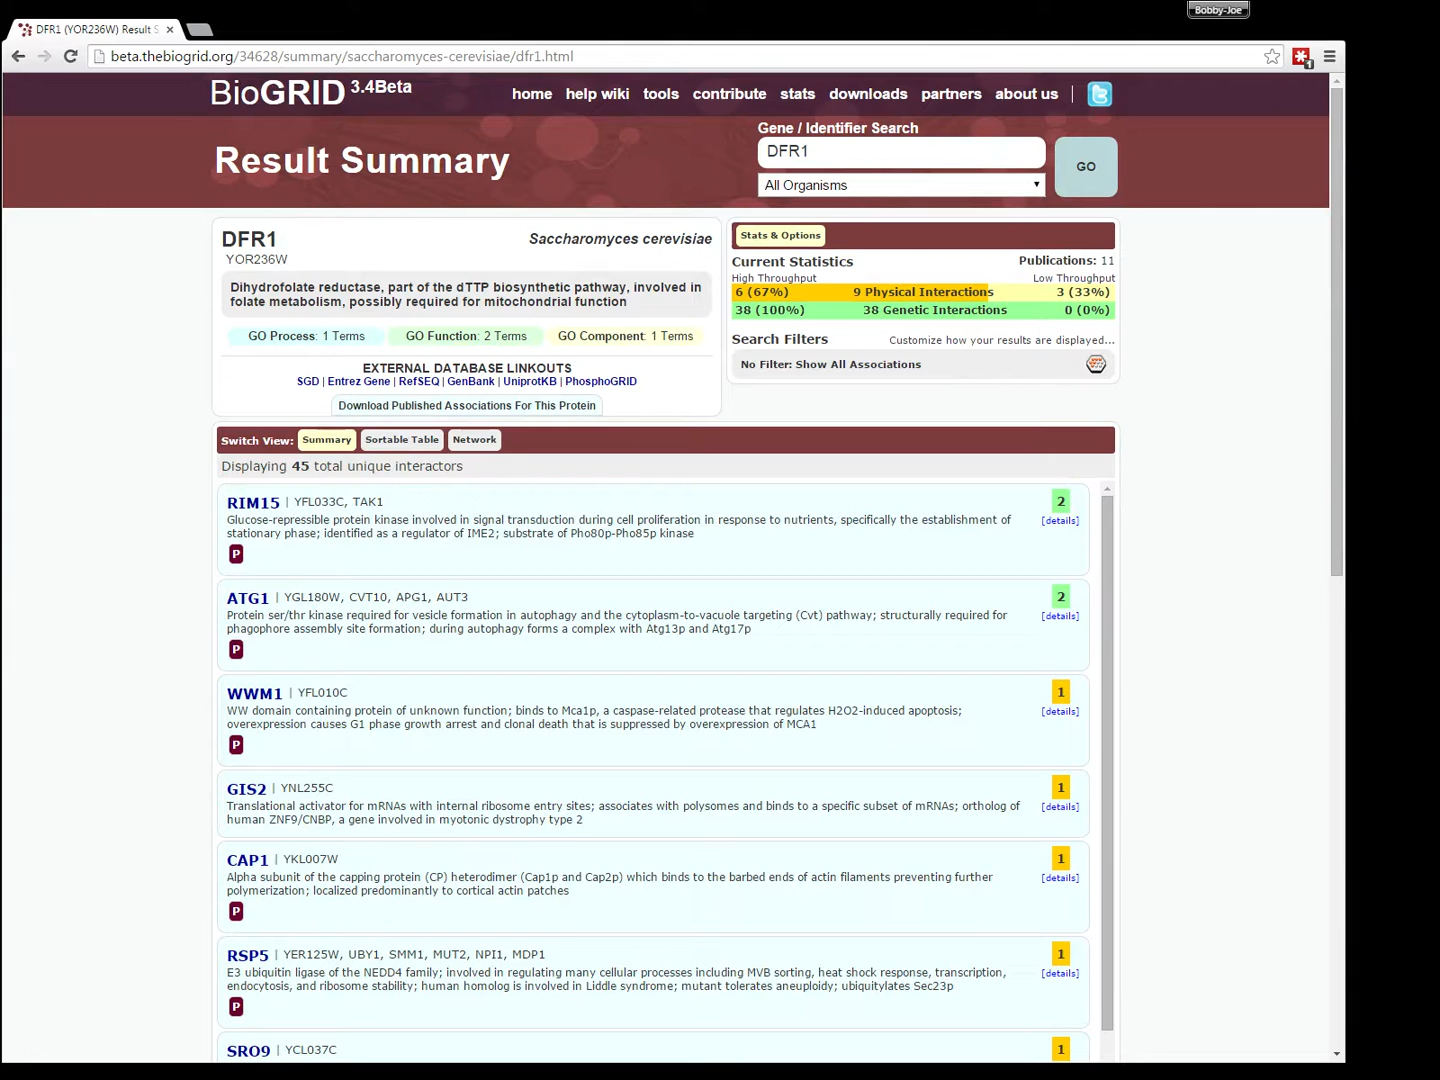 Bobby-Joe
DFR1 (YOR236W) Result S
beta.thebiogrid.org/34628/summary/saccharomyces-cerevisiae/dfr1.html
1
BioGRID 3.4Beta
home help wiki tools contribute stats downloads partners about us
Result Summary
Gene / Identifier Search
DFR1
GO
All Organisms
DFR1
Saccharomyces cerevisiae
YOR236W
Dihydrofolate reductase, part of the dTTP biosynthetic pathway, involved in
folate metabolism, possibly required for mitochondrial function
GO Process: 1 Terms GO Function: 2 Terms GO Component: 1 Terms
EXTERNAL DATABASE LINKOUTS
SGD | Entrez Gene | RefSEQ | GenBank | UniprotKB | PhosphoGRID
Download Published Associations For This Protein
Stats & Options
Current Statistics Publications: 11
High Throughput Low Throughput
6 (67%) 9 Physical Interactions 3 (33%)
38 (100%) 38 Genetic Interactions 0 (0%)
Search Filters Customize how your results are displayed...
No Filter: Show All Associations
Switch View: Summary Sortable Table Network
Displaying 45 total unique interactors
RIM15 | YFL033C, TAK1
2
Glucose-repressible protein kinase involved in signal transduction during cell proliferation in response to nutrients, specifically the establishment of
[details]
stationary phase; identified as a regulator of IME2; substrate of Pho80p-Pho85p kinase
P
ATG1 | YGL180W, CVT10, APG1, AUT3
2
Protein ser/thr kinase required for vesicle formation in autophagy and the cytoplasm-to-vacuole targeting (Cvt) pathway; structurally required for
[details]
phagophore assembly site formation; during autophagy forms a complex with Atg13p and Atg17p
P
WWM1 | YFL010C
1
WW domain containing protein of unknown function; binds to Mca1p, a caspase-related protease that regulates H2O2-induced apoptosis;
[details]
overexpression causes G1 phase growth arrest and clonal death that is suppressed by overexpression of MCA1
P
GIS2 | YNL255C
1
Translational activator for mRNAs with internal ribosome entry sites; associates with polysomes and binds to a specific subset of mRNAs; ortholog of
[details]
human ZNF9/CNBP, a gene involved in myotonic dystrophy type 2
CAP1 | YKL007W
1
Alpha subunit of the capping protein (CP) heterodimer (Cap1p and Cap2p) which binds to the barbed ends of actin filaments preventing further
[details]
polymerization; localized predominantly to cortical actin patches
P
RSP5 | YER125W, UBY1, SMM1, MUT2, NPI1, MDP1
1
E3 ubiquitin ligase of the NEDD4 family; involved in regulating many cellular processes including MVB sorting, heat shock response, transcription,
[details]
endocytosis, and ribosome stability; human homolog is involved in Liddle syndrome; mutant tolerates aneuploidy; ubiquitylates Sec23p
P
SRO9 | YCL037C
1